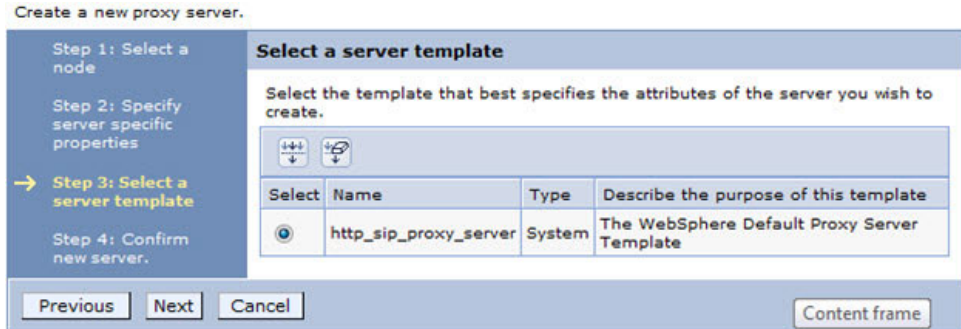 Create a new proxy server.
Step 1: Select a
node
Step 2: Specify
server specific
properties
Step 3: Select a
server template
Step 4: Confirm
new server.
Select a server template
Select the template that best specifies the attributes of the server you wish to
create.
Select Name Type Describe the purpose of this template
http_sip_proxy_server System The WebSphere Default Proxy Server
Template
Previous Next Cancel
Content frame